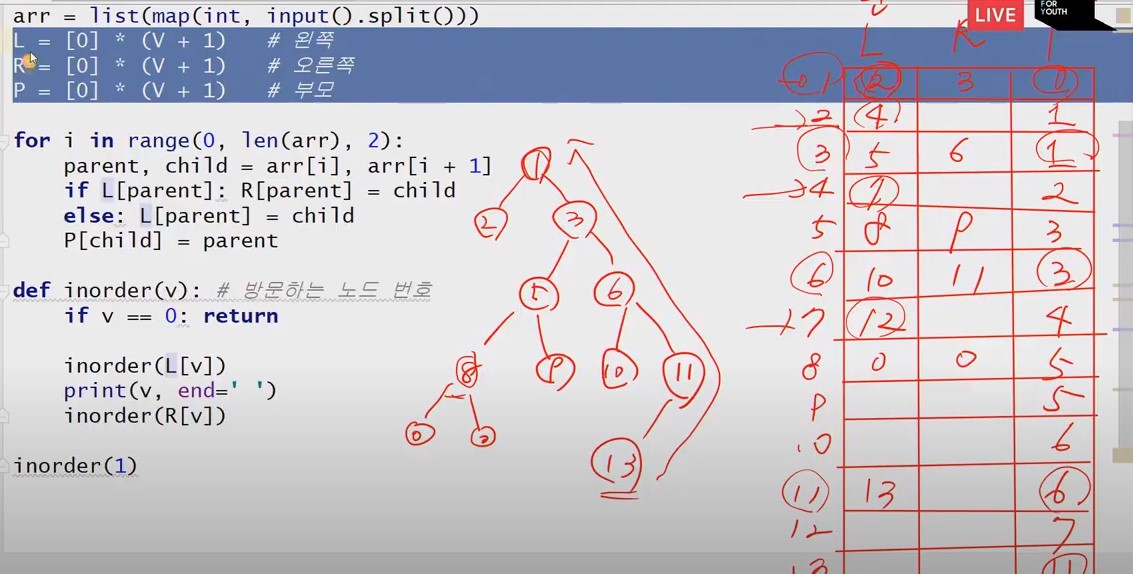 arr = list(map(int, input().split()))
L = [0] * (V + 1)    # 왼쪽
R = [0] * (V + 1)    # 오른쪽
P = [0] * (V + 1)    # 부모
for i in range(0, len(arr), 2):
    parent, child = arr[i], arr[i + 1]
    if L[parent]: R[parent] = child
    else: L[parent] = child
    P[child] = parent
def inorder(v): # 방문하는 노드 번호
    if v == 0: return
    inorder(L[v])
    print(v, end=' ')
    inorder(R[v])
inorder(1)
LIVE
FOR
YOUTH
1
2 3
5 6
8 9 10 11
0 0
13
L R
2 3 0
2 4 1
3 5 6 1
4 7 2
5 8 9 3
6 10 11 3
7 12 4
8 0 0 5
9 5
10 6
11 13 6
12 7
13 11